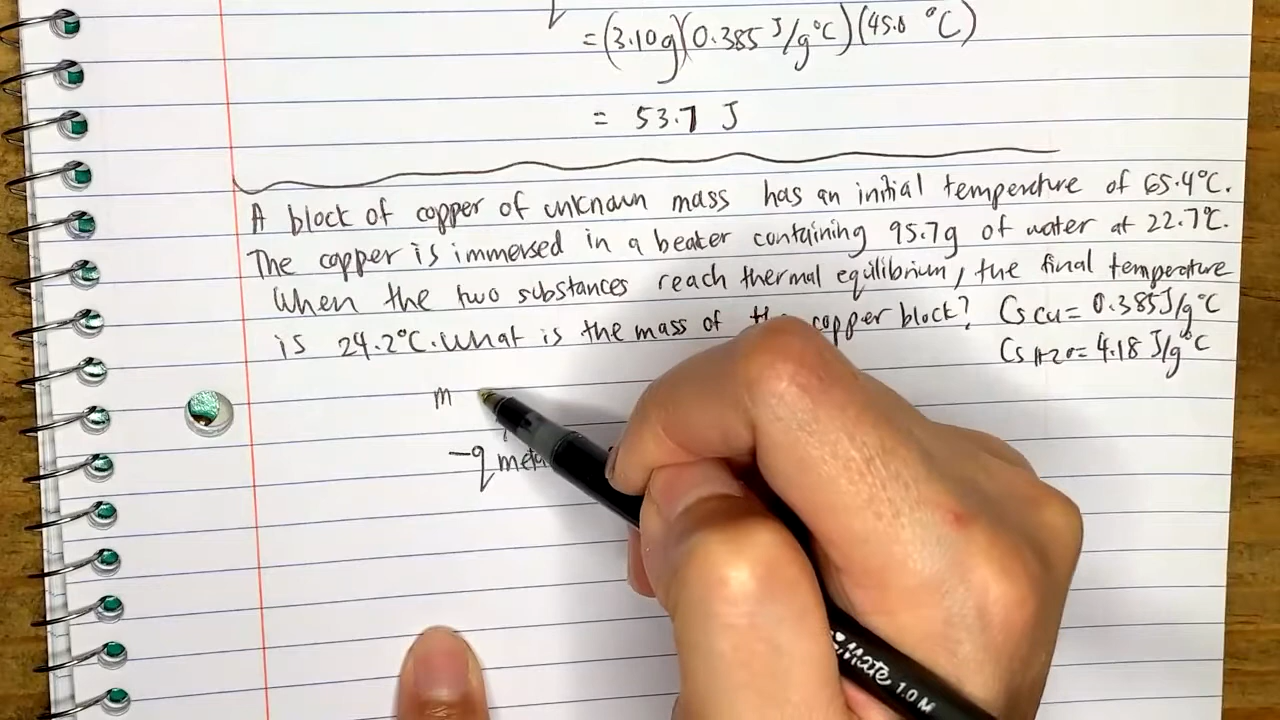 = (3.10g)(0.385 J/g°C)(45.0 °C)
= 53.7 J
A block of copper of unknown mass has an initial temperature of 65.4°C.
The copper is immersed in a beaker containing 95.7g of water at 22.7°C.
When the two substances reach thermal equilibrium, the final temperature
is 24.2°C. What is the mass of the copper block? Cs Cu = 0.385 J/g°C
Cs H2O = 4.18 J/g°C
m
-q
Mate 1.0 M